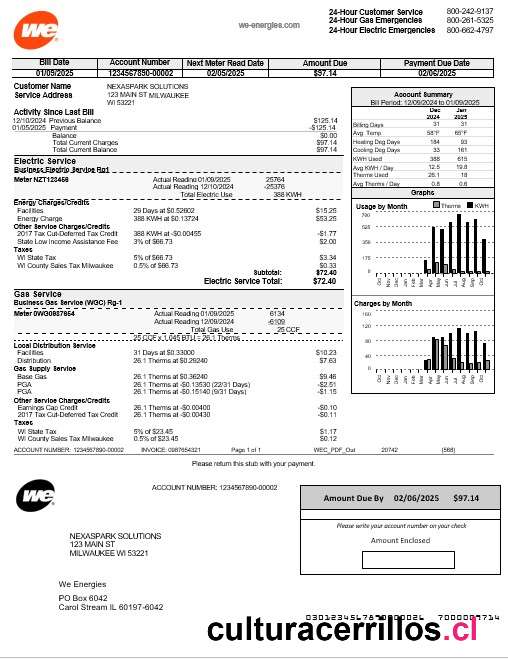 we
we-energies.com
24-Hour Customer Service 800-242-9137
24-Hour Gas Emergencies 800-261-5325
24-Hour Electric Emergencies 800-662-4797
Bill Date Account Number Next Meter Read Date Amount Due Payment Due Date
01/09/2025 1234567890-00002 02/05/2025 $97.14 02/06/2025
Customer Name NEXASPARK SOLUTIONS
Service Address 123 MAIN ST MILWAUKEE
WI 53221
Activity Since Last Bill
12/10/2024 Previous Balance $125.14
01/05/2025 Payment -$125.14
Balance $0.00
Total Current Charges $97.14
Total Current Balance $97.14
Electric Service
Business Electric Service Rg1
Meter NZT123456 Actual Reading 01/09/2025 25764
Actual Reading 12/10/2024 -25376
Total Electric Use 388 KWH
Energy Charges/Credits
Facilities 29 Days at $0.52602 $15.25
Energy Charge 388 KWH at $0.13724 $53.25
Other Service Charges/Credits
2017 Tax Cut-Deferred Tax Credit 388 KWH at -$0.00455 -$1.77
State Low Income Assistance Fee 3% of $66.73 $2.00
Taxes
WI State Tax 5% of $66.73 $3.34
WI County Sales Tax Milwaukee 0.5% of $66.73 $0.33
Subtotal: $72.40
Electric Service Total: $72.40
Gas Service
Business Gas Service (WGC) Rg-1
Meter 0WG0987654 Actual Reading 01/09/2025 6134
Actual Reading 12/09/2024 -6109
Total Gas Use 25 CCF
25 CCF x 1.045 BTU = 26.1 Therms
Local Distribution Service
Facilities 31 Days at $0.33000 $10.23
Distribution 26.1 Therms at $0.29240 $7.63
Gas Supply Service
Base Gas 26.1 Therms at $0.36240 $9.46
PGA 26.1 Therms at -$0.13530 (22/31 Days) -$2.51
PGA 26.1 Therms at -$0.15140 (9/31 Days) -$1.15
Other Service Charges/Credits
Earnings Cap Credit 26.1 Therms at -$0.00400 -$0.10
2017 Tax Cut-Deferred Tax Credit 26.1 Therms at -$0.00430 -$0.11
Taxes
WI State Tax 5% of $23.45 $1.17
WI County Sales Tax Milwaukee 0.5% of $23.45 $0.12
Account Summary
Bill Period: 12/09/2024 to 01/09/2025
Dec Jan
2024 2025
Billing Days 31 31
Avg. Temp 58°F 65°F
Heating Deg Days 184 93
Cooling Deg Days 33 161
KWH Used 388 615
Avg KWH / Day 12.5 19.8
Therms Used 26.1 18
Avg Therms / Day 0.8 0.6
Graphs
Usage by Month Therms KWH
700
525
350
175
0
Oct Nov Dec Jan Feb Mar Apr May Jun Jul Aug Sep Oct
Charges by Month
160
120
80
40
0
Oct Nov Dec Jan Feb Mar Apr May Jun Jul Aug Sep Oct
ACCOUNT NUMBER: 1234567890-00002 INVOICE: 0987654321 Page 1 of 1 WEC_PDF_Out 20742 (568)
Please return this stub with your payment.
we
ACCOUNT NUMBER: 1234567890-00002
Amount Due By 02/06/2025 $97.14
Please write your account number on your check
Amount Enclosed
NEXASPARK SOLUTIONS
123 MAIN ST
MILWAUKEE WI 53221
We Energies
PO Box 6042
Carol Stream IL 60197-6042
culturacerrillos.cl